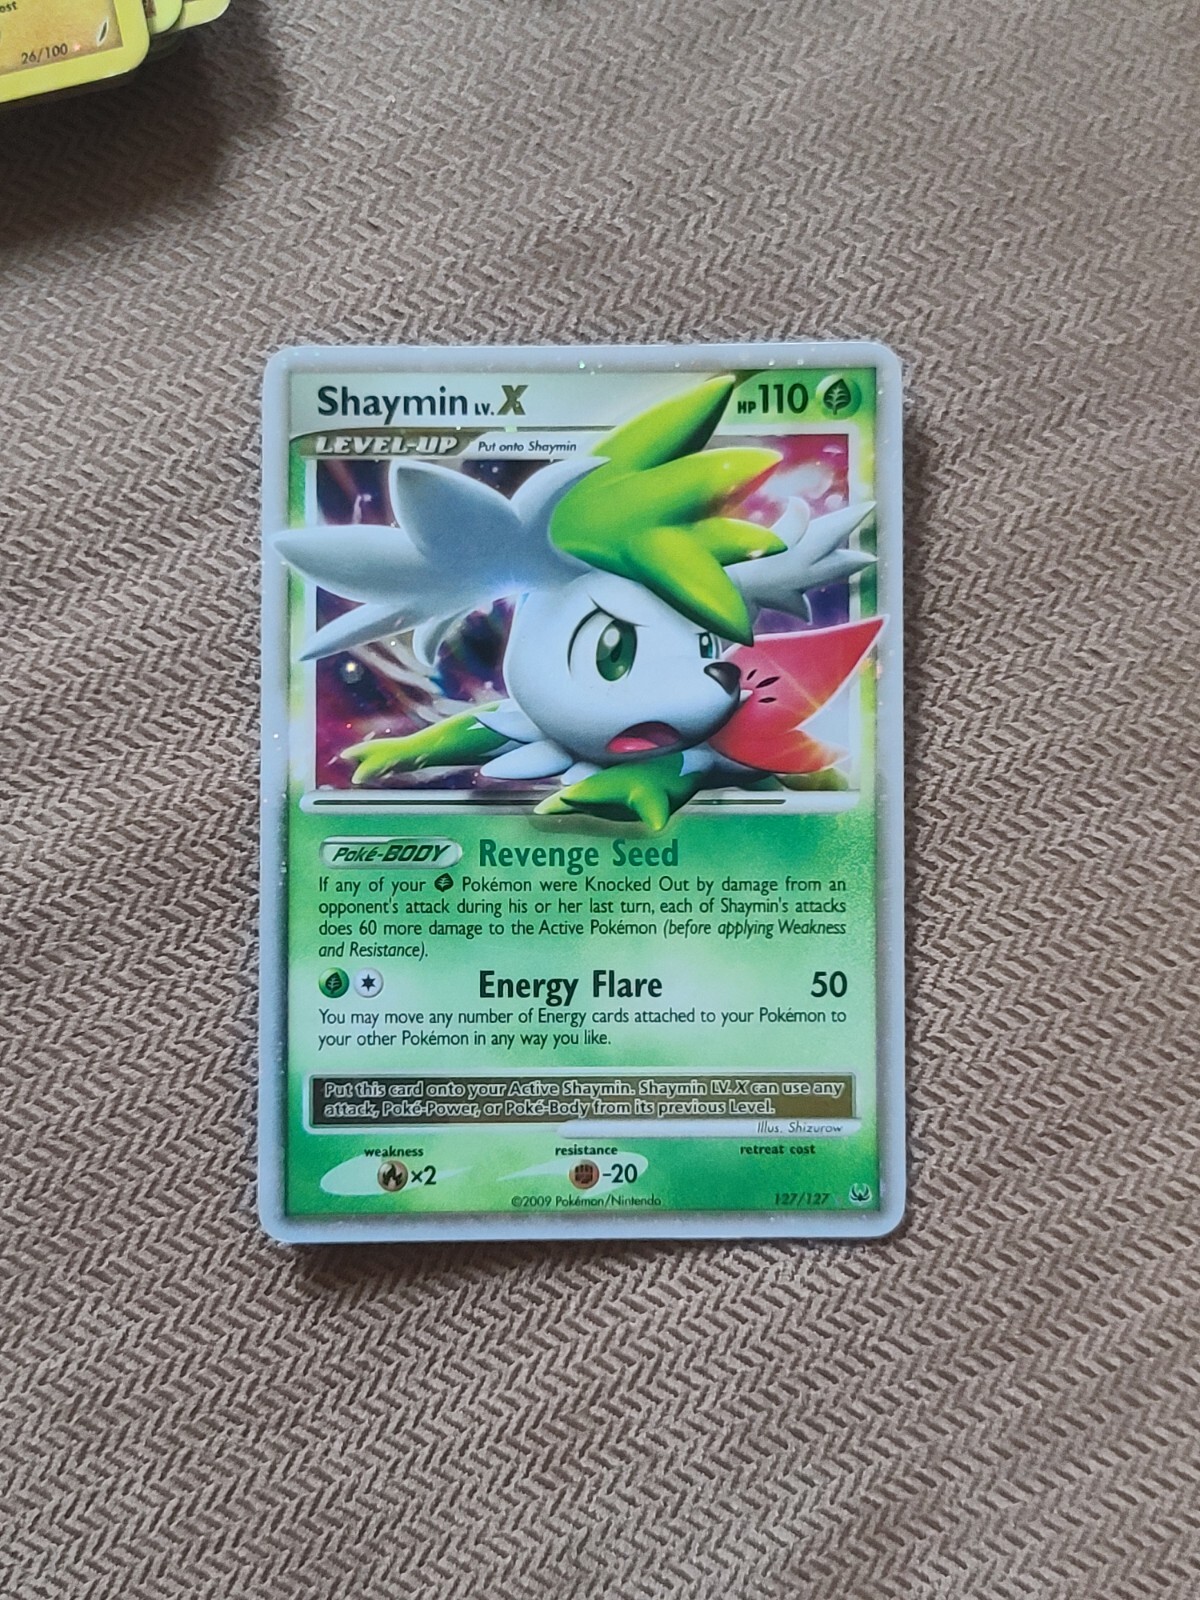 ost
26/100
Shaymin LV.X
HP 110
LEVEL-UP Put onto Shaymin
Poké-BODY Revenge Seed
If any of your Pokémon were Knocked Out by damage from an
opponent's attack during his or her last turn, each of Shaymin's attacks
does 60 more damage to the Active Pokémon (before applying Weakness
and Resistance).
Energy Flare 50
You may move any number of Energy cards attached to your Pokémon to
your other Pokémon in any way you like.
Put this card onto your Active Shaymin. Shaymin LV.X can use any
attack, Poké-Power, or Poké-Body from its previous Level.
Illus. Shizurow
weakness resistance retreat cost
×2 -20
©2009 Pokémon/Nintendo 127/127